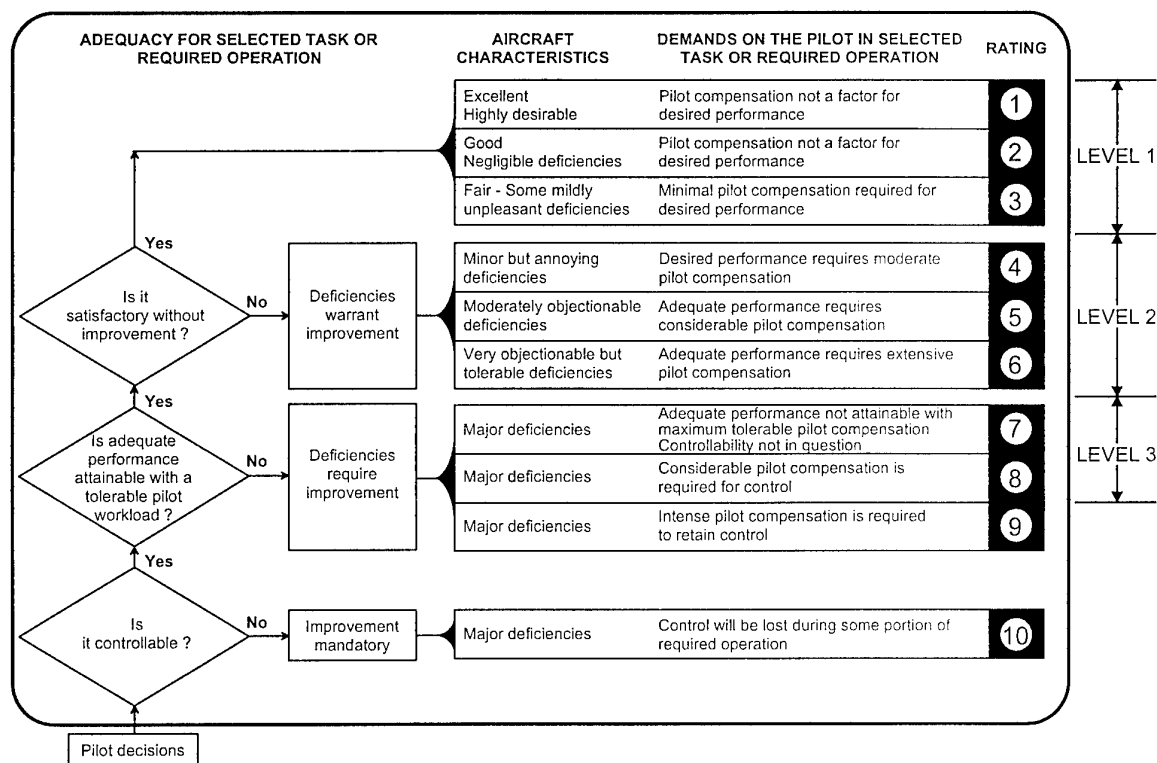 ADEQUACY FOR SELECTED TASK OR
REQUIRED OPERATION
AIRCRAFT
CHARACTERISTICS
DEMANDS ON THE PILOT IN SELECTED
TASK OR REQUIRED OPERATION
RATING
Excellent
Highly desirable
Pilot compensation not a factor for
desired performance
1
Good
Negligible deficiencies
Pilot compensation not a factor for
desired performance
2
Fair - Some mildly
unpleasant deficiencies
Minimal pilot compensation required for
desired performance
3
LEVEL 1
Yes
Is it
satisfactory without
improvement ?
No
Deficiencies
warrant
improvement
Minor but annoying
deficiencies
Desired performance requires moderate
pilot compensation
4
Moderately objectionable
deficiencies
Adequate performance requires
considerable pilot compensation
5
Very objectionable but
tolerable deficiencies
Adequate performance requires extensive
pilot compensation
6
LEVEL 2
Yes
Is adequate
performance
attainable with a
tolerable pilot
workload ?
No
Deficiencies
require
improvement
Major deficiencies
Adequate performance not attainable with
maximum tolerable pilot compensation
Controllability not in question
7
Major deficiencies
Considerable pilot compensation is
required for control
8
Major deficiencies
Intense pilot compensation is required
to retain control
9
LEVEL 3
Yes
Is
it controllable ?
No
Improvement
mandatory
Major deficiencies
Control will be lost during some portion of
required operation
10
Pilot decisions